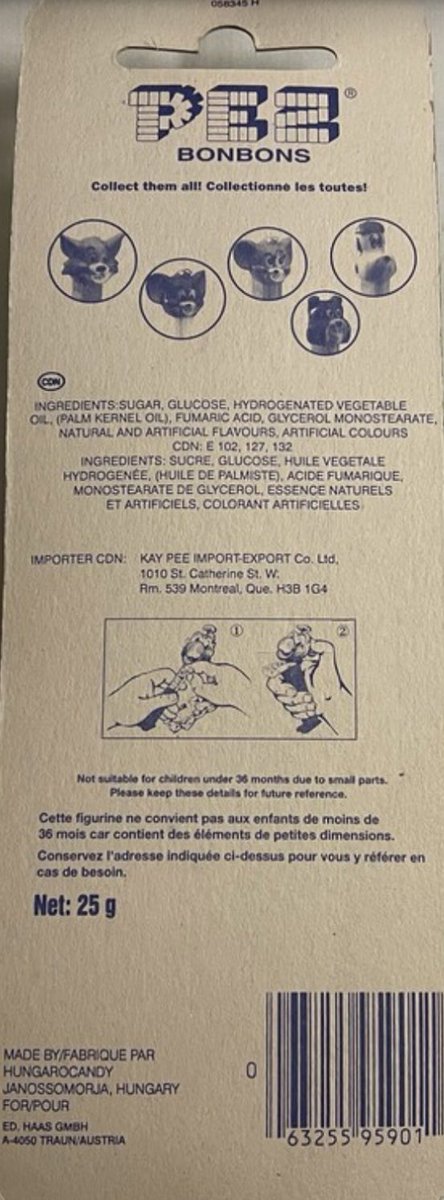 058345 H
PEZ®
BONBONS
Collect them all! Collectionne les toutes!
CDN
INGREDIENTS:SUGAR, GLUCOSE, HYDROGENATED VEGETABLE
OIL, (PALM KERNEL OIL), FUMARIC ACID, GLYCEROL MONOSTEARATE,
NATURAL AND ARTIFICIAL FLAVOURS, ARTIFICIAL COLOURS
CDN: E 102, 127, 132
INGREDIENTS: SUCRE, GLUCOSE, HUILE VEGETALE
HYDROGENÉE, (HUILE DE PALMISTE), ACIDE FUMARIQUE,
MONOSTEARATE DE GLYCEROL, ESSENCE NATURELS
ET ARTIFICIELS, COLORANT ARTIFICIELLES
IMPORTER CDN: KAY PEE IMPORT-EXPORT Co. Ltd,
1010 St. Catherine St. W.
Rm. 539 Montreal, Que. H3B 1G4
1 2
Not suitable for children under 36 months due to small parts.
Please keep these details for future reference.
Cette figurine ne convient pas aux enfants de moins de
36 mois car contient des éléments de petites dimensions.
Conservez l'adresse indiquée ci-dessus pour vous y référer en
cas de besoin.
Net: 25 g
MADE BY/FABRIQUE PAR
HUNGAROCANDY
JANOSSOMORJA, HUNGARY
FOR/POUR
ED. HAAS GMBH
A-4050 TRAUN/AUSTRIA
0 63255 95901